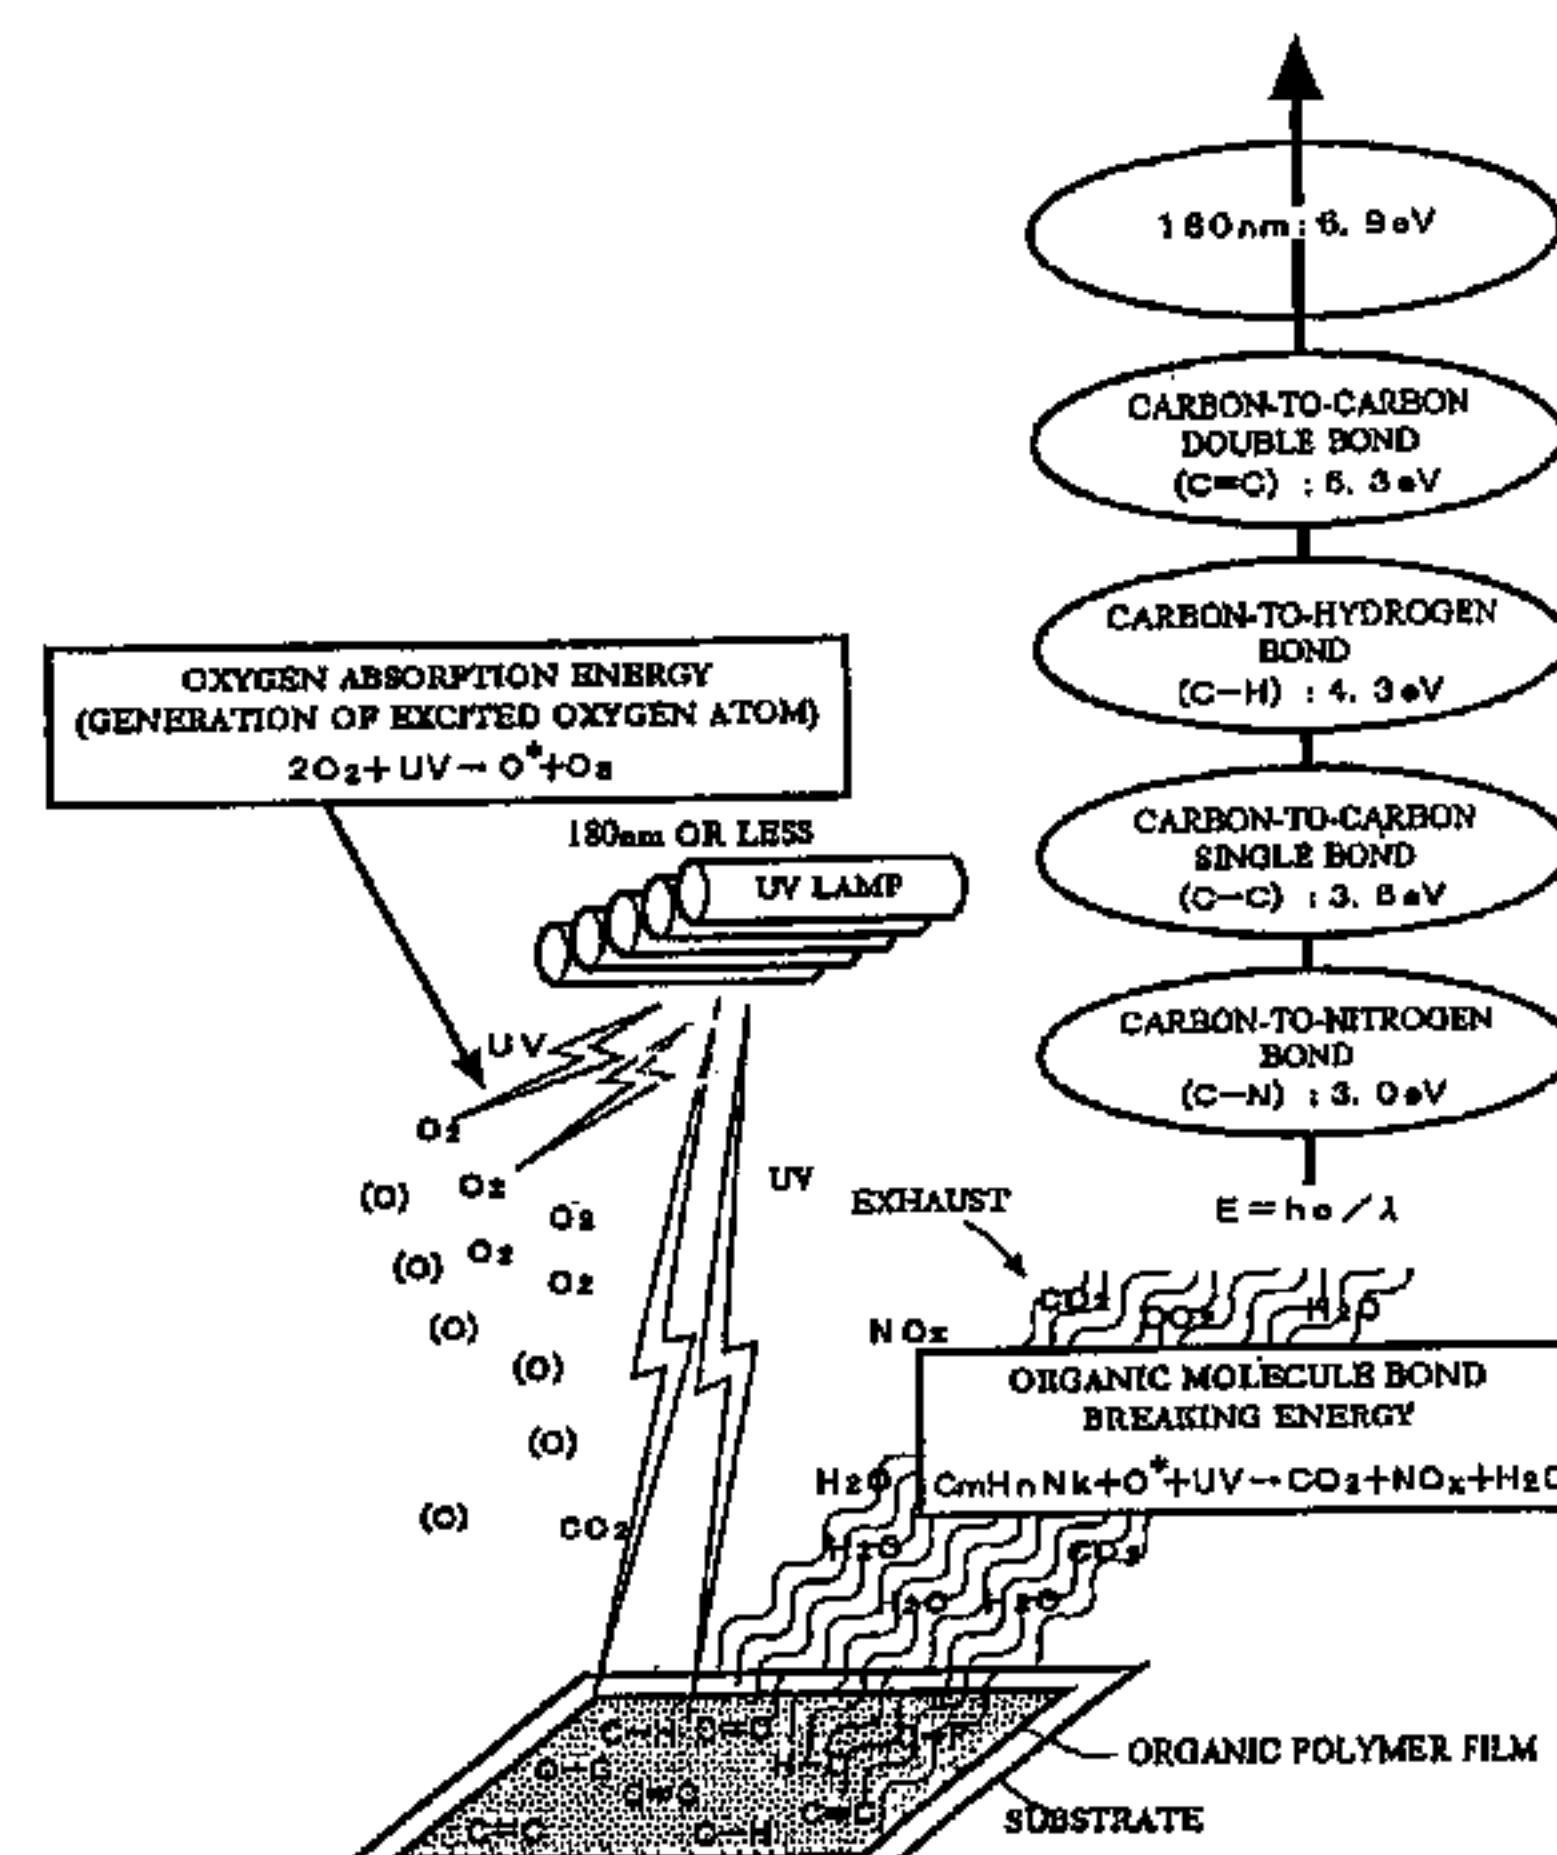 180nm : 6. 9eV
CARBON-TO-CARBON
DOUBLE BOND
(C=C) : 6. 3eV
CARBON-TO-HYDROGEN
BOND
(C-H) : 4. 3eV
CARBON-TO-CARBON
SINGLE BOND
(C-C) : 3. 6eV
CARBON-TO-NITROGEN
BOND
(C-N) : 3. 0eV
E=hc/λ
OXYGEN ABSORPTION ENERGY
(GENERATION OF EXCITED OXYGEN ATOM)
2O2+UV→O*+O3
180nm OR LESS
UV LAMP
UV
O2
(O) O2
O2
(O) O2
O2
(O)
(O)
(O)
(O)
CO2
UV
EXHAUST
CO2
CO2
H2O
NOx
ORGANIC MOLECULE BOND
BREAKING ENERGY
CmHnNk+O*+UV→CO2+NOx+H2O
H2O
H2O
CO2
H2O
H2O
C-H
C=C
C-H
ORGANIC POLYMER FILM
SUBSTRATE